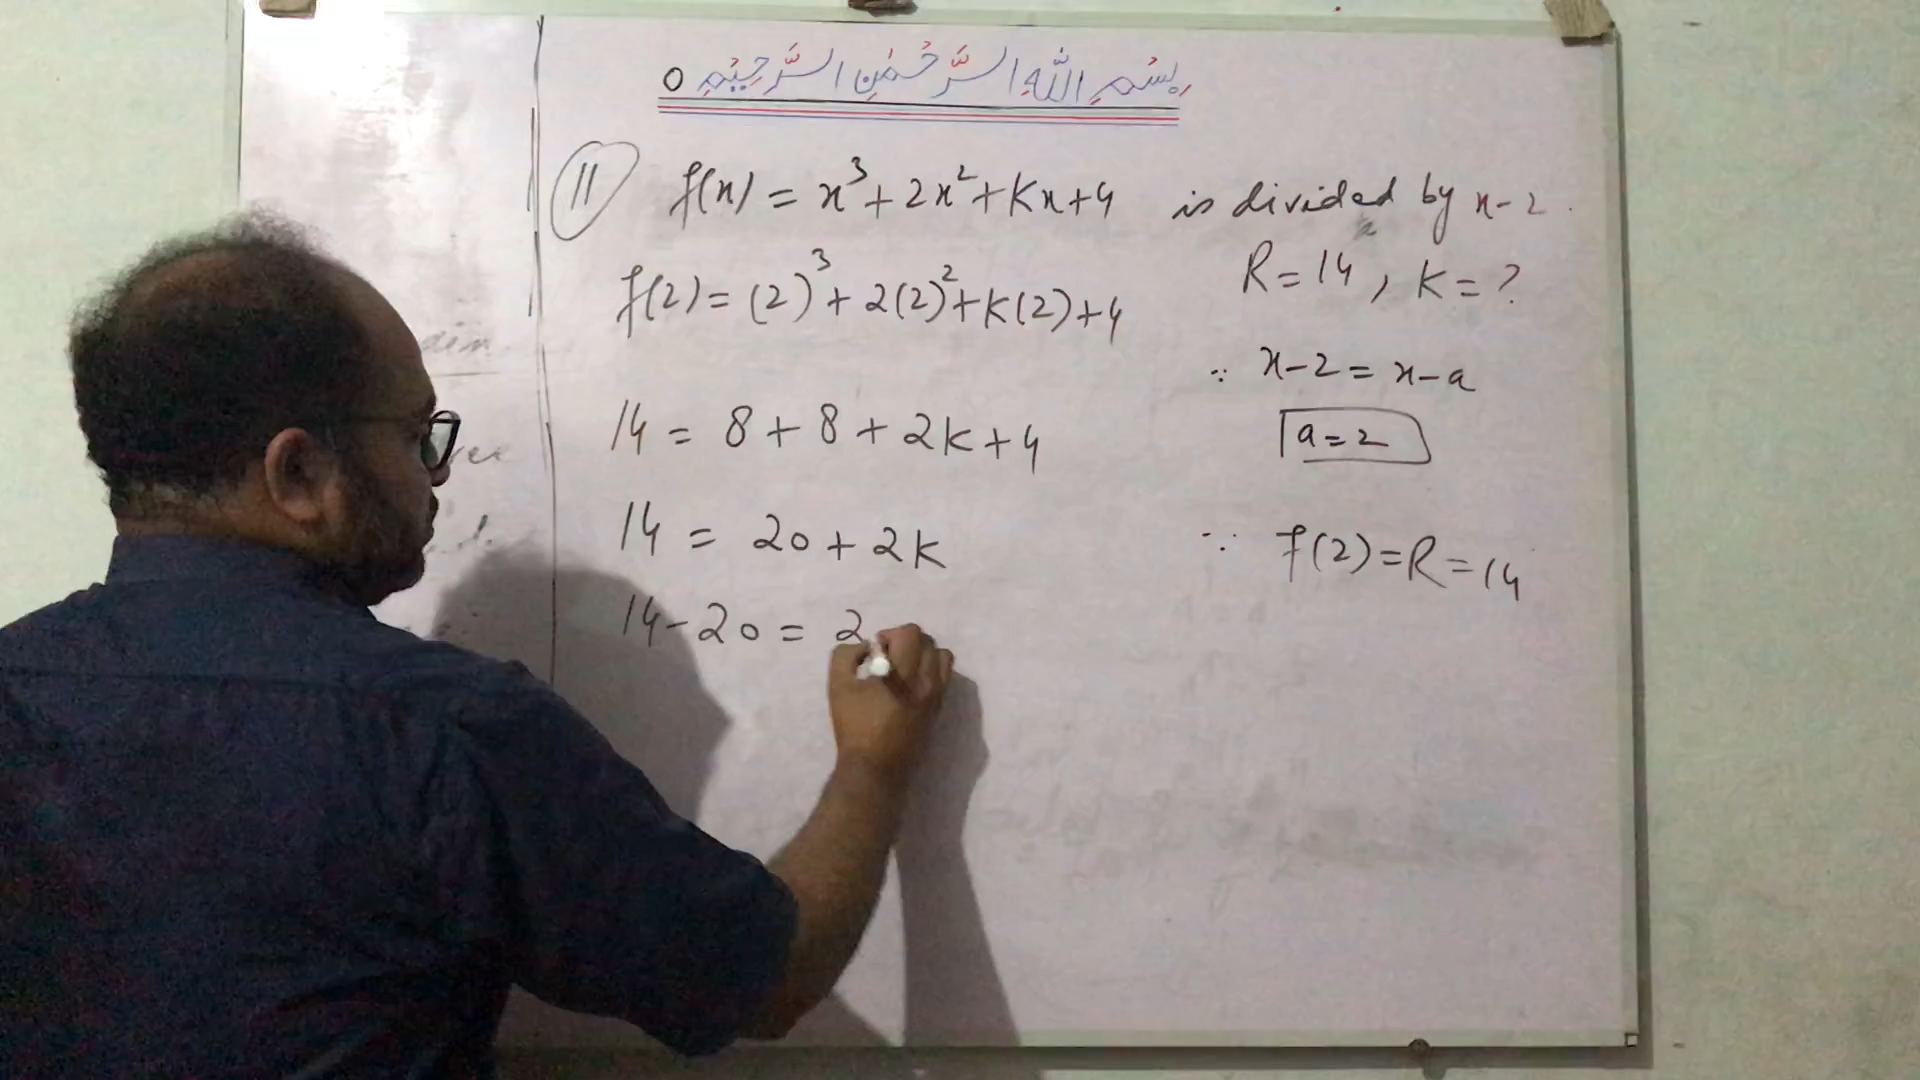 بِسْمِ اللّٰهِ الرَّحْمٰنِ الرَّحِيْمِ ○
11 f(x) = x³ + 2x² + Kx + 4 is divided by x - 2.
R = 14, K = ?
f(2) = (2)³ + 2(2)² + K(2) + 4
∵ x - 2 = x - a
14 = 8 + 8 + 2K + 4
a = 2
14 = 20 + 2K
∵ f(2) = R = 14
14 - 20 = 2